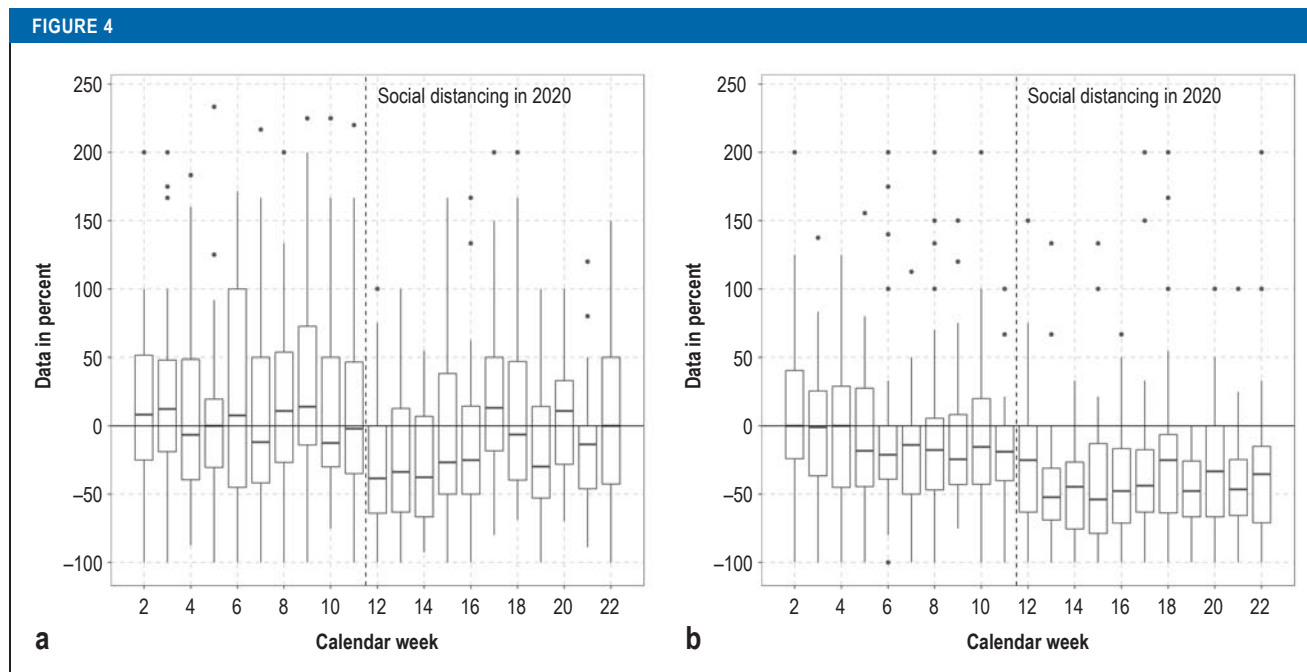 FIGURE 4
250
200
150
100
50
0
–50
–100
Data in percent
Social distancing in 2020
2 4 6 8 10 12 14 16 18 20 22
Calendar week
a
250
200
150
100
50
0
–50
–100
Data in percent
Social distancing in 2020
2 4 6 8 10 12 14 16 18 20 22
Calendar week
b